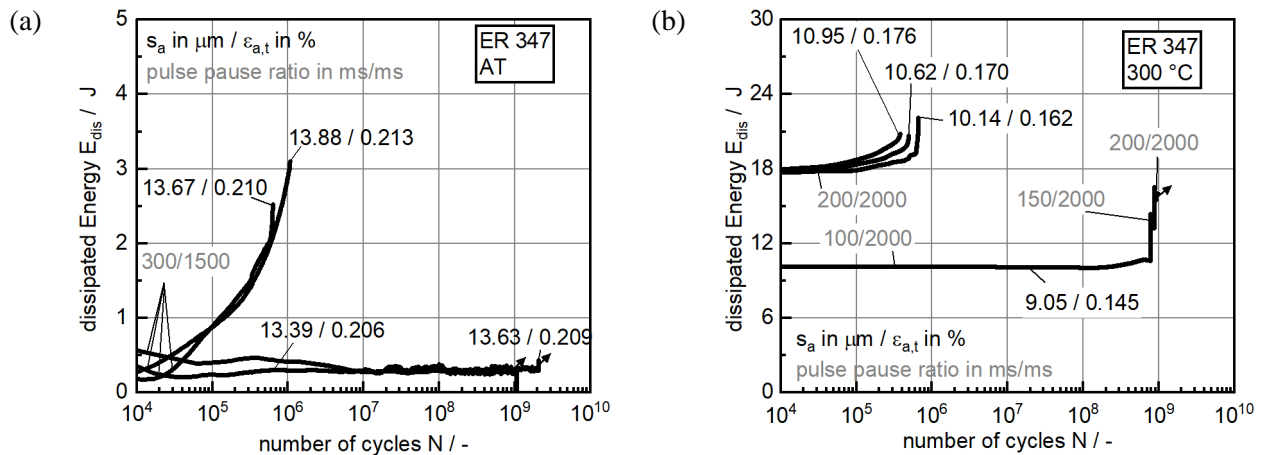 (a)
5
4
3
2
1
0
dissipated Energy E_dis / J
s_a in μm / ε_a,t in %
pulse pause ratio in ms/ms
ER 347
AT
13.88 / 0.213
13.67 / 0.210
300/1500
13.39 / 0.206
13.63 / 0.209
10^4 10^5 10^6 10^7 10^8 10^9 10^10
number of cycles N / -
(b)
30
24
18
12
6
0
dissipated Energy E_dis / J
10.95 / 0.176
10.62 / 0.170
10.14 / 0.162
ER 347
300 °C
200/2000
200/2000
150/2000
100/2000
9.05 / 0.145
s_a in μm / ε_a,t in %
pulse pause ratio in ms/ms
10^4 10^5 10^6 10^7 10^8 10^9 10^10
number of cycles N / -